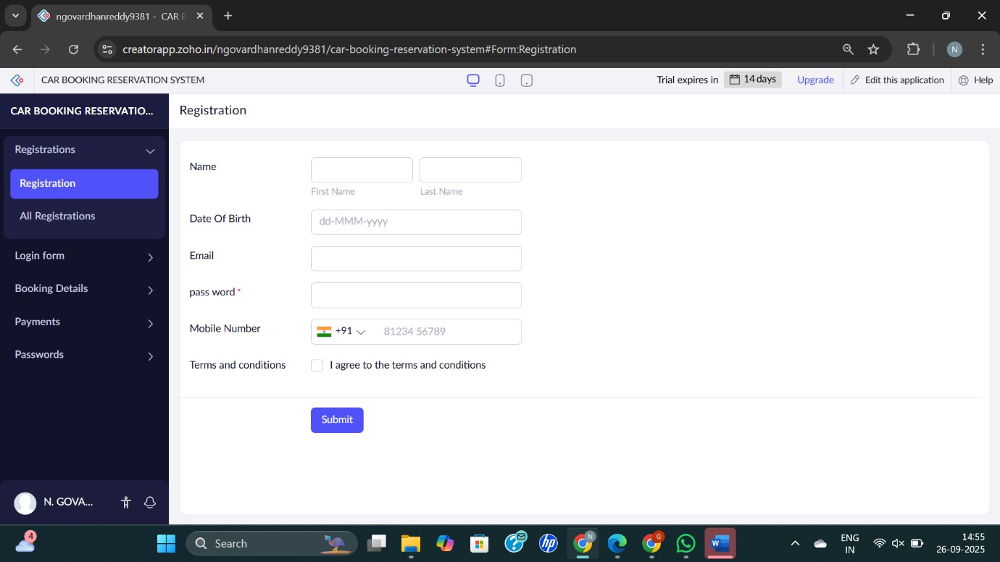 ngovardhanreddy9381 - CAR B
creatorapp.zoho.in/ngovardhanreddy9381/car-booking-reservation-system#Form:Registration
N
CAR BOOKING RESERVATION SYSTEM
Trial expires in 14 days Upgrade Edit this application Help
CAR BOOKING RESERVATIO...
Registration
Registrations
Registration
All Registrations
Login form
Booking Details
Payments
Passwords
Name
First Name Last Name
Date Of Birth dd-MMM-yyyy
Email
pass word *
Mobile Number +91 81234 56789
Terms and conditions I agree to the terms and conditions
Submit
N. GOVA...
4
Search
hp
N
G
W
ENG
IN
14:55
26-09-2025